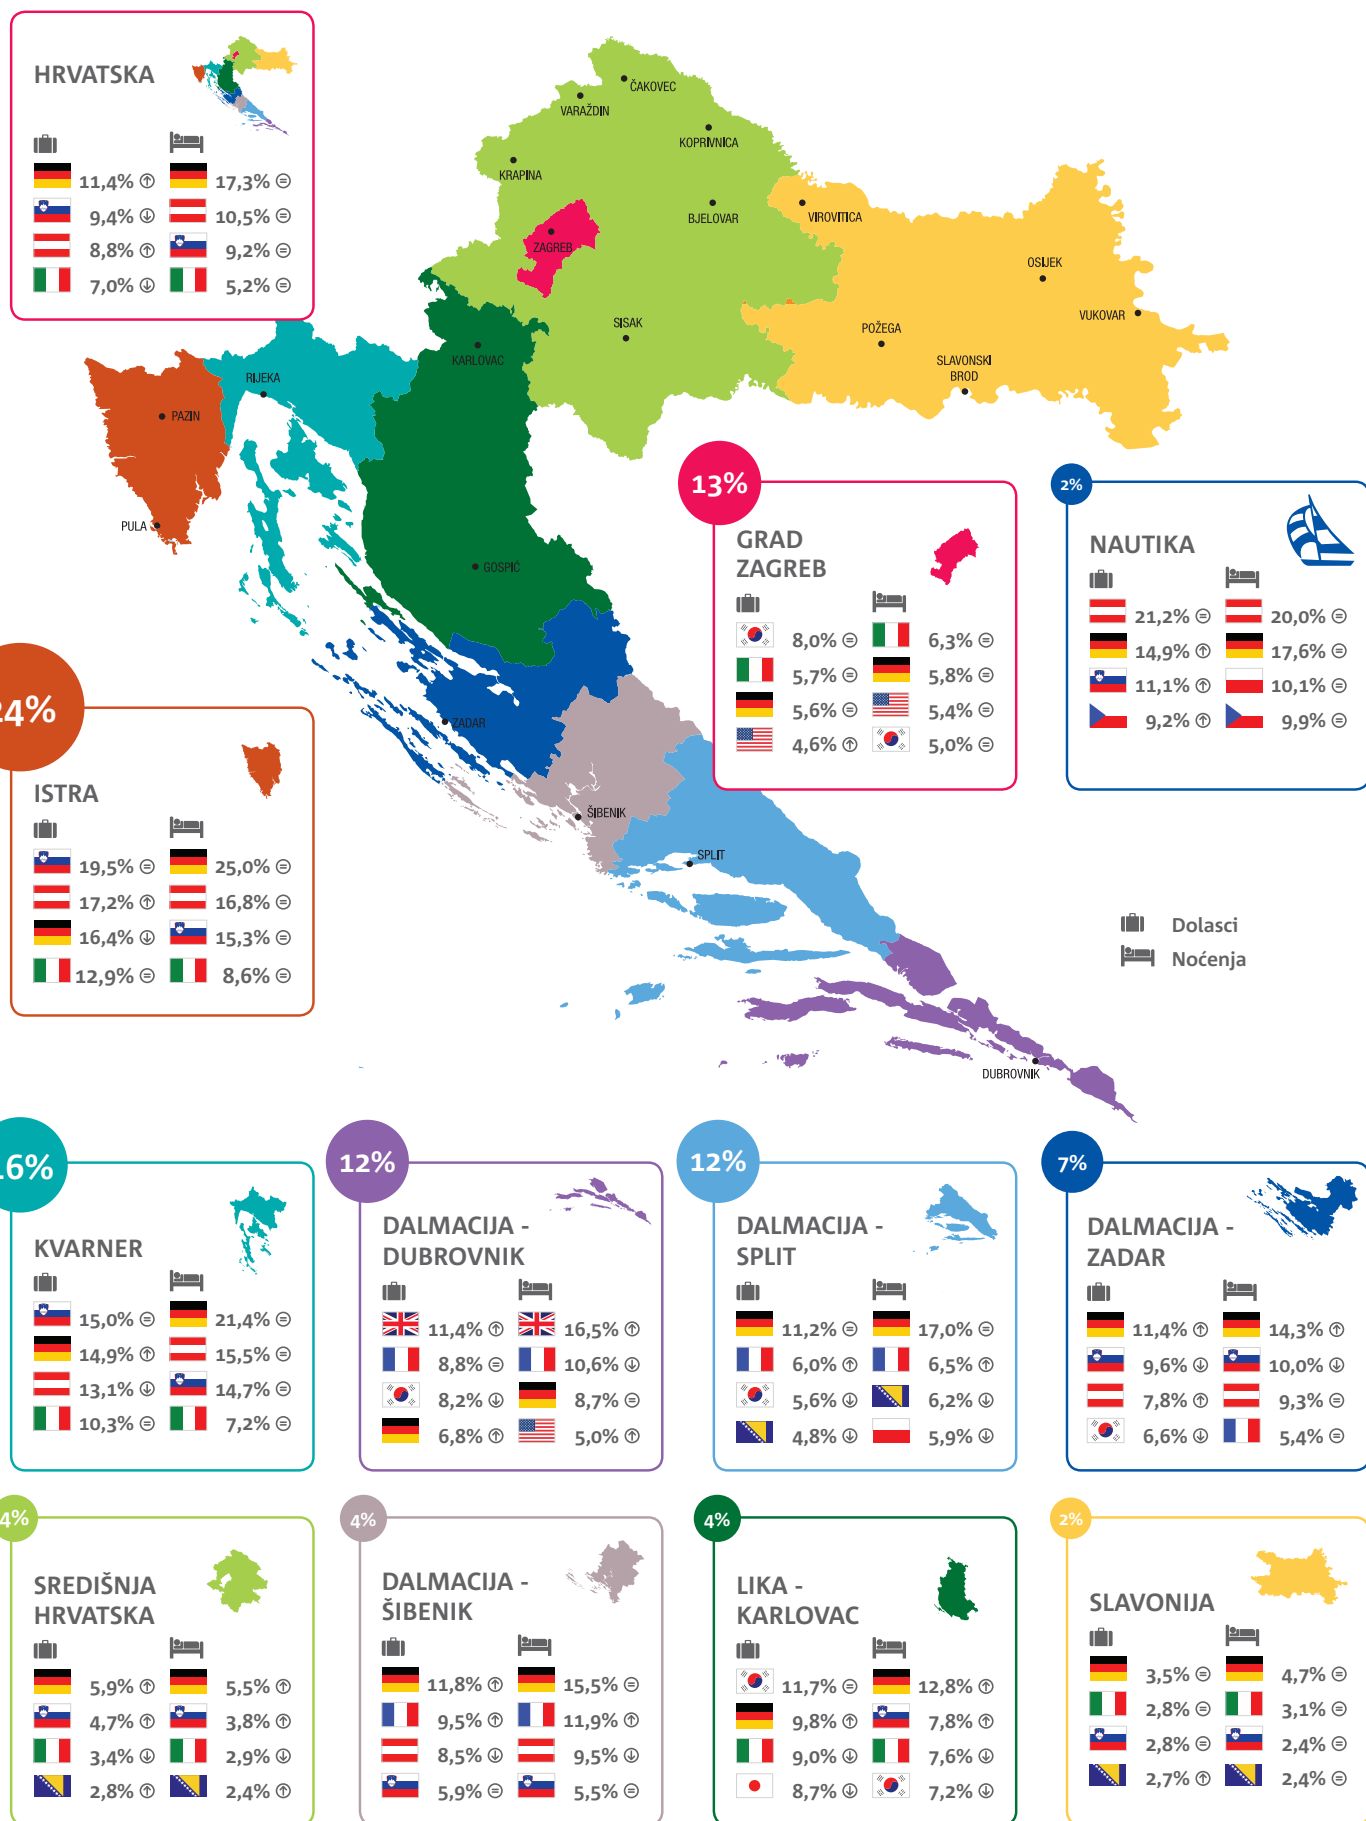 HRVATSKA
11,4% 17,3%
9,4% 10,5%
8,8% 9,2%
7,0% 5,2%
ČAKOVEC
VARAŽDIN
KOPRIVNICA
KRAPINA
BJELOVAR
VIROVITICA
ZAGREB
OSIJEK
VUKOVAR
SISAK
POŽEGA
KARLOVAC
SLAVONSKI
BROD
RIJEKA
PAZIN
PULA
GOSPIĆ
ZADAR
ŠIBENIK
SPLIT
DUBROVNIK
13%
GRAD
ZAGREB
8,0% 6,3%
5,7% 5,8%
5,6% 5,4%
4,6% 5,0%
2%
NAUTIKA
21,2% 20,0%
14,9% 17,6%
11,1% 10,1%
9,2% 9,9%
24%
ISTRA
19,5% 25,0%
17,2% 16,8%
16,4% 15,3%
12,9% 8,6%
Dolasci
Noćenja
16%
KVARNER
15,0% 21,4%
14,9% 15,5%
13,1% 14,7%
10,3% 7,2%
12%
DALMACIJA -
DUBROVNIK
11,4% 16,5%
8,8% 10,6%
8,2% 8,7%
6,8% 5,0%
12%
DALMACIJA -
SPLIT
11,2% 17,0%
6,0% 6,5%
5,6% 6,2%
4,8% 5,9%
7%
DALMACIJA -
ZADAR
11,4% 14,3%
9,6% 10,0%
7,8% 9,3%
6,6% 5,4%
4%
SREDIŠNJA
HRVATSKA
5,9% 5,5%
4,7% 3,8%
3,4% 2,9%
2,8% 2,4%
4%
DALMACIJA -
ŠIBENIK
11,8% 15,5%
9,5% 11,9%
8,5% 9,5%
5,9% 5,5%
4%
LIKA -
KARLOVAC
11,7% 12,8%
9,8% 7,8%
9,0% 7,6%
8,7% 7,2%
2%
SLAVONIJA
3,5% 4,7%
2,8% 3,1%
2,8% 2,4%
2,7% 2,4%